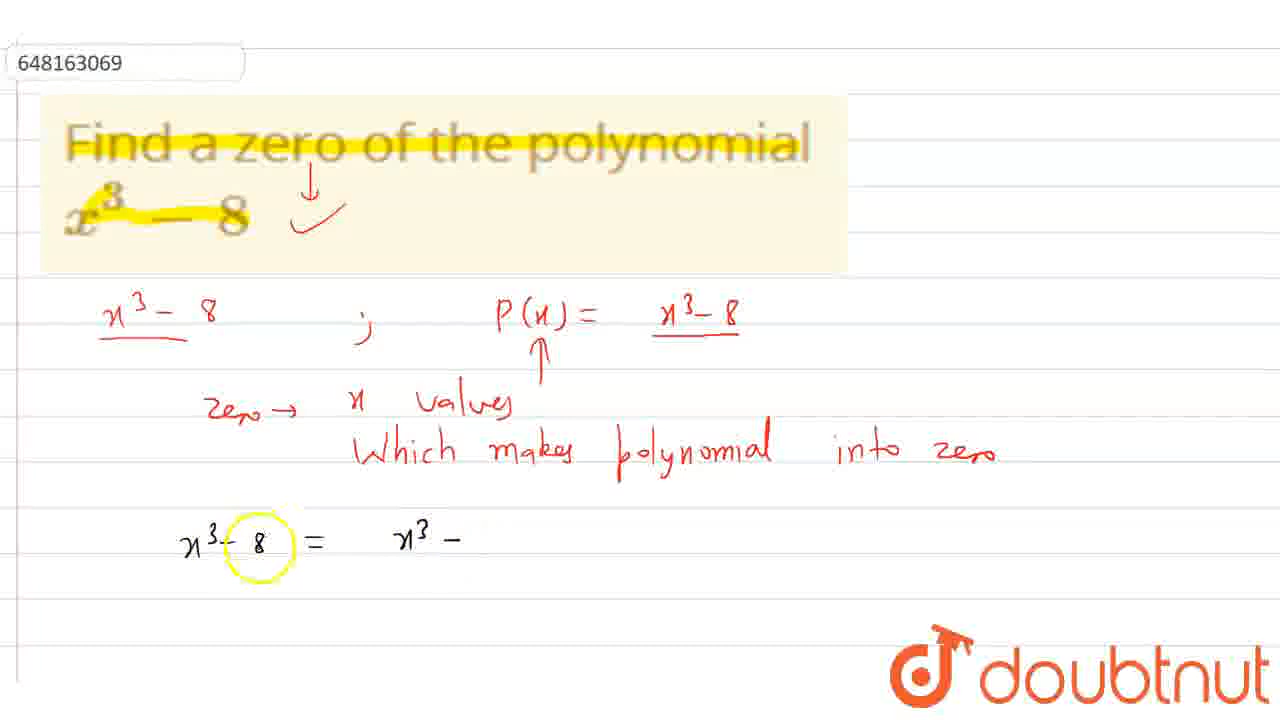 648163069
Find a zero of the polynomial
x³ – 8
x³ – 8 ; P(x) = x³ – 8
zero → x values
Which makes polynomial into zero
x³ – 8 = x³ –
doubtnut